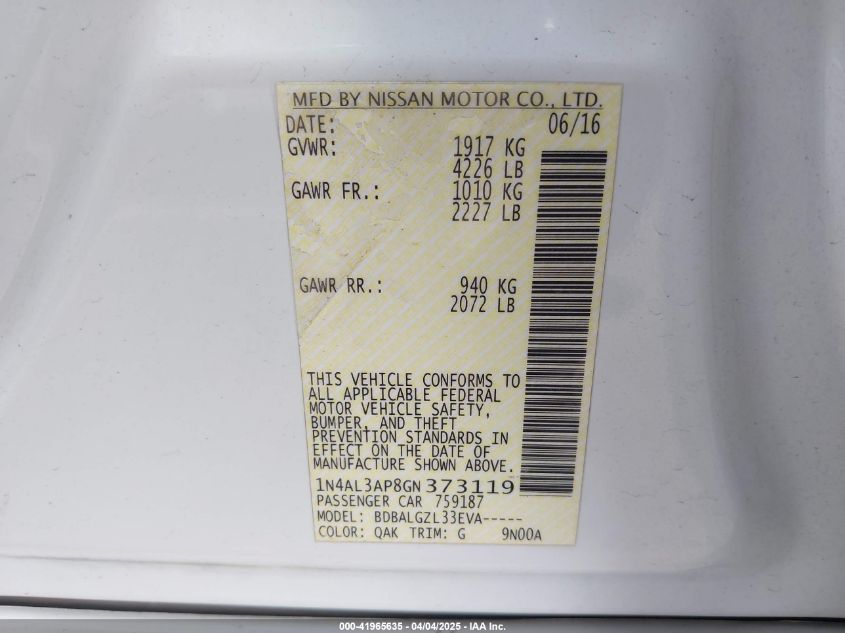 MFD BY NISSAN MOTOR CO., LTD.
DATE: 06/16
GVWR: 1917 KG
4226 LB
GAWR FR.: 1010 KG
2227 LB
GAWR RR.: 940 KG
2072 LB
THIS VEHICLE CONFORMS TO
ALL APPLICABLE FEDERAL
MOTOR VEHICLE SAFETY,
BUMPER, AND THEFT
PREVENTION STANDARDS IN
EFFECT ON THE DATE OF
MANUFACTURE SHOWN ABOVE.
1N4AL3AP8GN373119
PASSENGER CAR 759187
MODEL: BDBALGZL33EVA-----
COLOR: QAK TRIM: G 9N00A
000-41965635 - 04/04/2025 - IAA Inc.